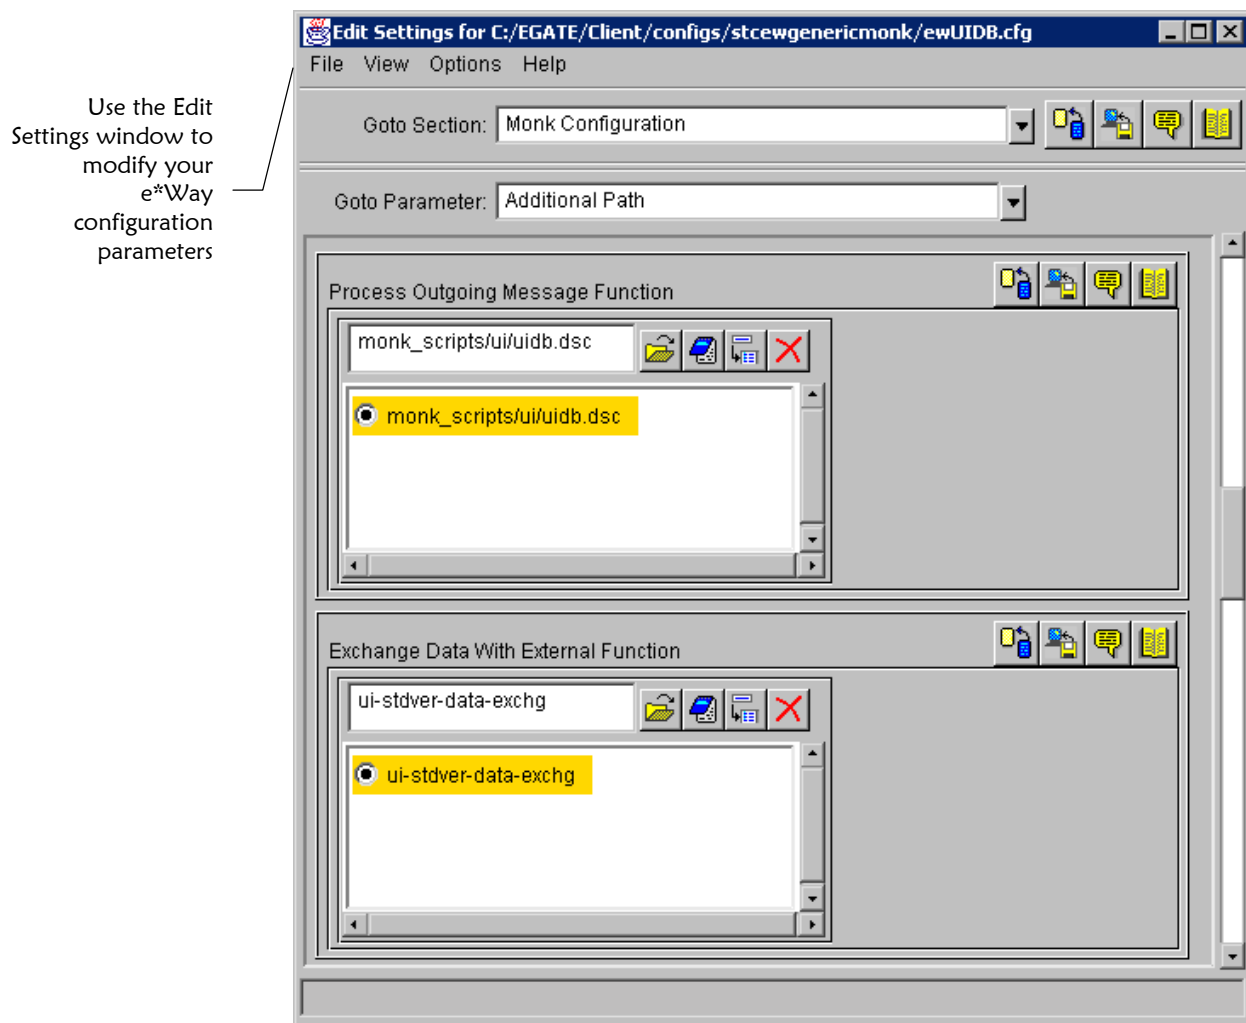 Use the Edit
Settings window to
modify your
e*Way
configuration
parameters
Edit Settings for C:/EGATE/Client/configs/stcewgenericmonk/ewUIDB.cfg
File View Options Help
Goto Section: Monk Configuration
Goto Parameter: Additional Path
Process Outgoing Message Function
monk_scripts/ui/uidb.dsc
monk_scripts/ui/uidb.dsc
Exchange Data With External Function
ui-stdver-data-exchg
ui-stdver-data-exchg